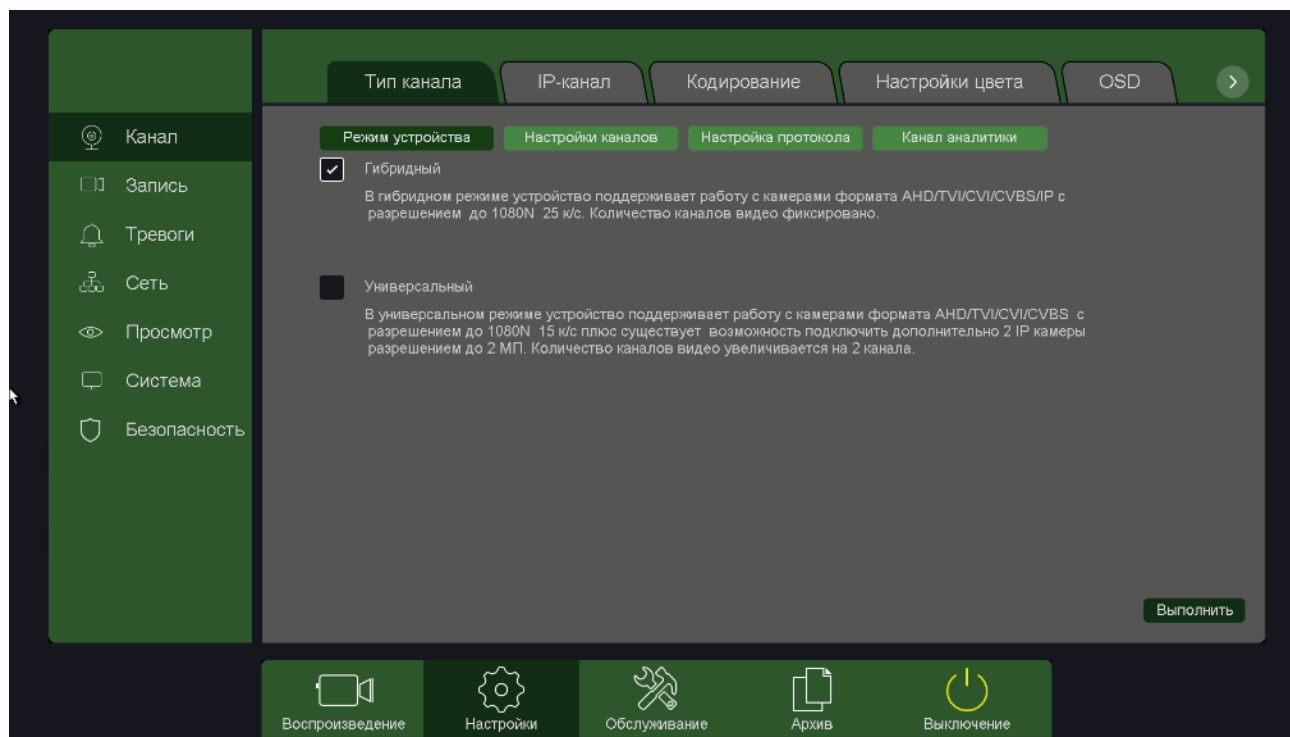 Тип канала
IP-канал
Кодирование
Настройки цвета
OSD
Канал
Запись
Тревоги
Сеть
Просмотр
Система
Безопасность
Режим устройства
Настройки каналов
Настройка протокола
Канал аналитики
Гибридный
В гибридном режиме устройство поддерживает работу с камерами формата AHD/TVI/CVI/CVBS/IP с
разрешением до 1080N 25 к/с. Количество каналов видео фиксировано.
Универсальный
В универсальном режиме устройство поддерживает работу с камерами формата AHD/TVI/CVI/CVBS с
разрешением до 1080N 15 к/с плюс существует возможность подключить дополнительно 2 IP камеры
разрешением до 2 МП. Количество каналов видео увеличивается на 2 канала.
Выполнить
Воспроизведение
Настройки
Обслуживание
Архив
Выключение